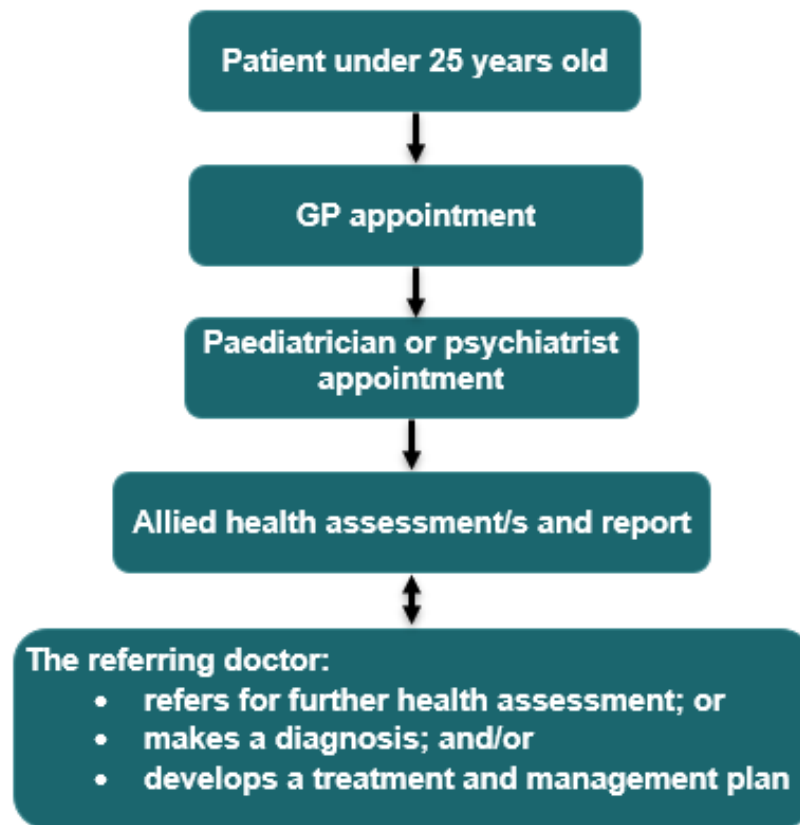 Patient under 25 years old
GP appointment
Paediatrician or psychiatrist
appointment
Allied health assessment/s and report
The referring doctor:
• refers for further health assessment; or
• makes a diagnosis; and/or
• develops a treatment and management plan